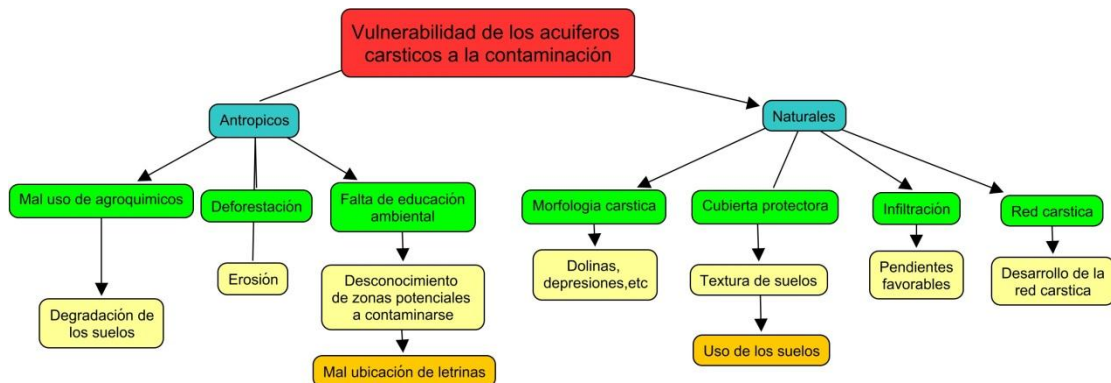 Vulnerabilidad de los acuiferos
carsticos a la contaminación
Antropicos
Naturales
Mal uso de agroquimicos
Deforestación
Falta de educación
ambiental
Morfologia carstica
Cubierta protectora
Infiltración
Red carstica
Degradación de
los suelos
Erosión
Desconocimiento
de zonas potenciales
a contaminarse
Dolinas,
depresiones,etc
Textura de suelos
Pendientes
favorables
Desarrollo de la
red carstica
Mal ubicación de letrinas
Uso de los suelos